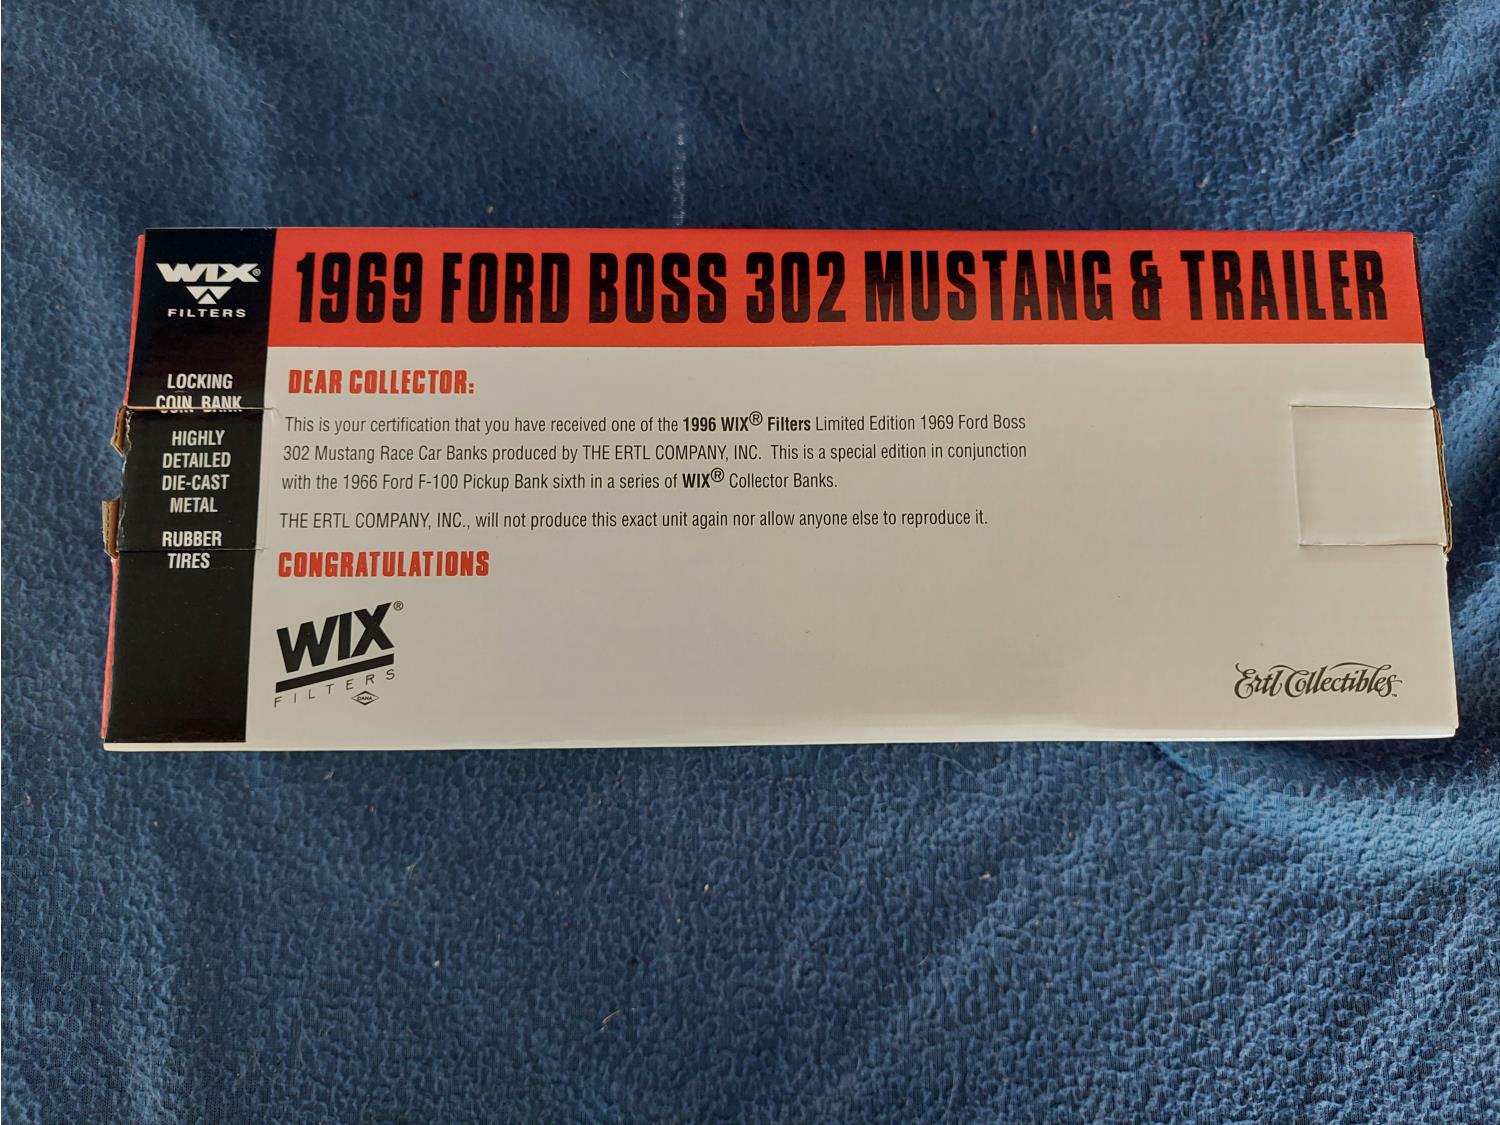 WIX®
FILTERS
1969 FORD BOSS 302 MUSTANG & TRAILER
LOCKING
COIN BANK
HIGHLY
DETAILED
DIE-CAST
METAL
RUBBER
TIRES
DEAR COLLECTOR:
This is your certification that you have received one of the 1996 WIX® Filters Limited Edition 1969 Ford Boss
302 Mustang Race Car Banks produced by THE ERTL COMPANY, INC. This is a special edition in conjunction
with the 1966 Ford F-100 Pickup Bank sixth in a series of WIX® Collector Banks.
THE ERTL COMPANY, INC., will not produce this exact unit again nor allow anyone else to reproduce it.
CONGRATULATIONS
WIX®
FILTERS
DANA
Ertl Collectibles™